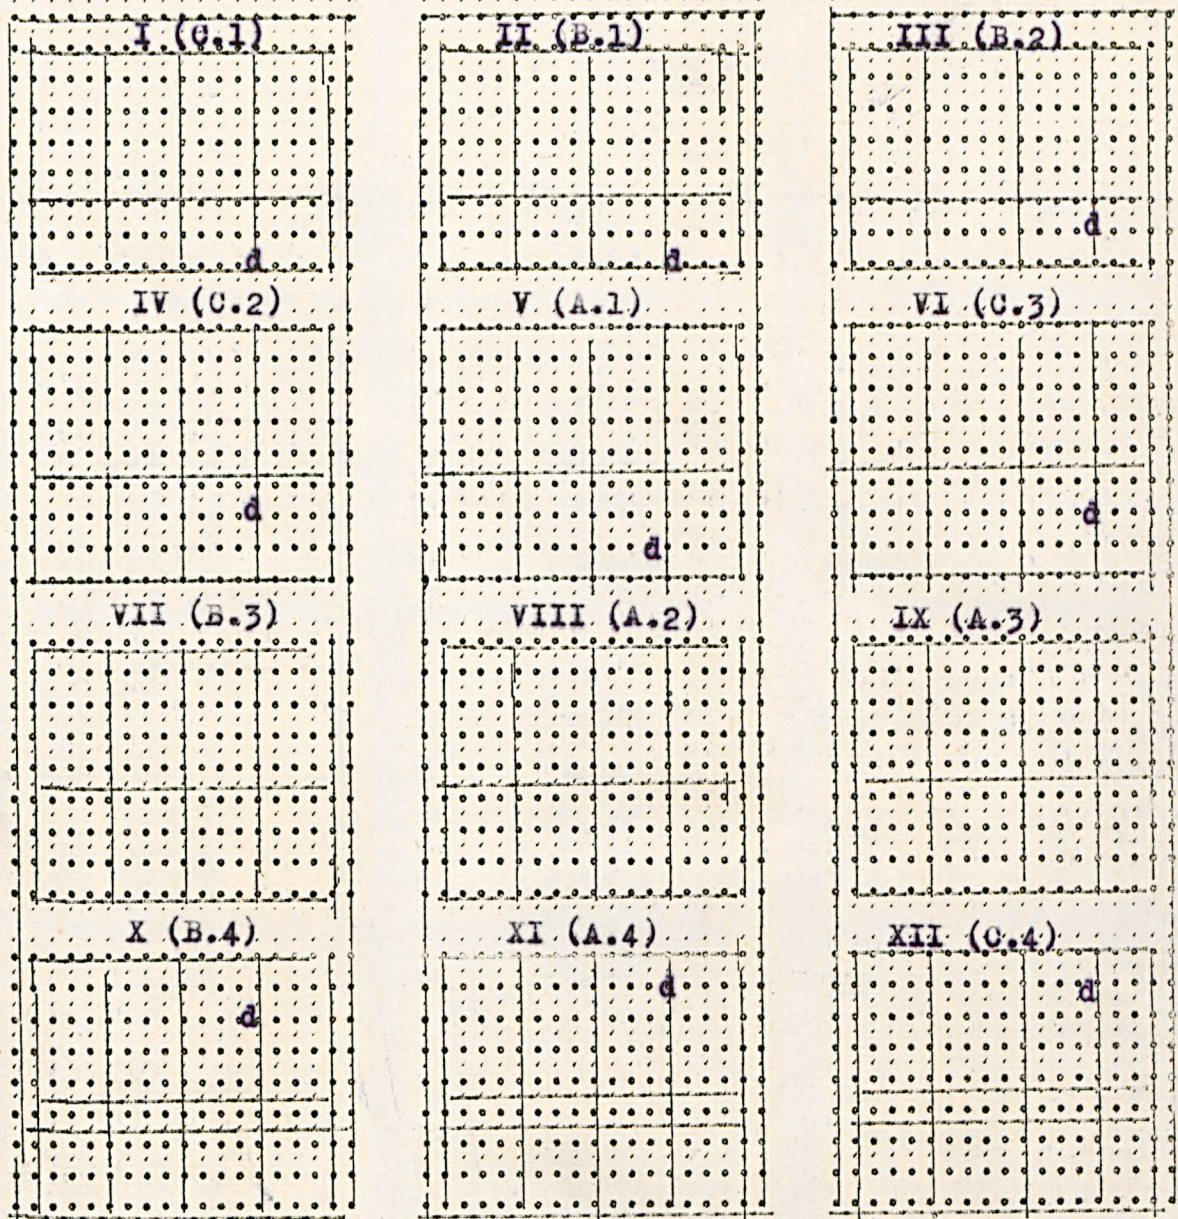 I (C.1) II (B.1) III (B.2)
d d d
IV (C.2) V (A.1) VI (C.3)
d d d
VII (B.3) VIII (A.2) IX (A.3)
X (B.4) XI (A.4) XII (C.4)
d d d